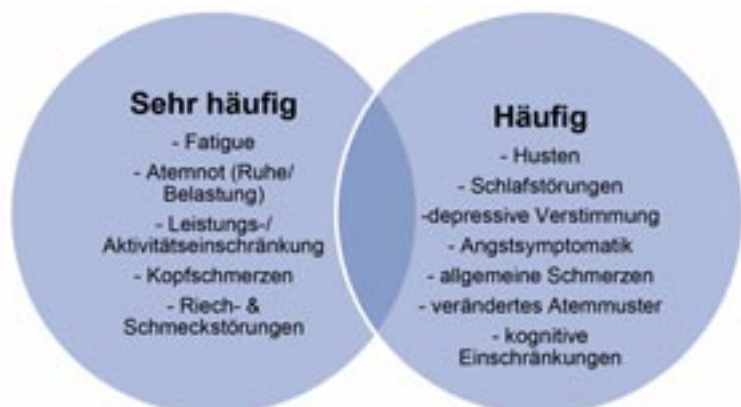 Sehr häufig
- Fatigue
- Atemnot (Ruhe/
Belastung)
- Leistungs-/
Aktivitätseinschränkung
- Kopfschmerzen
- Riech- &
Schmeckstörungen
Häufig
- Husten
- Schlafstörungen
-depressive Verstimmung
- Angstsymptomatik
- allgemeine Schmerzen
- verändertes Atemmuster
- kognitive
Einschränkungen